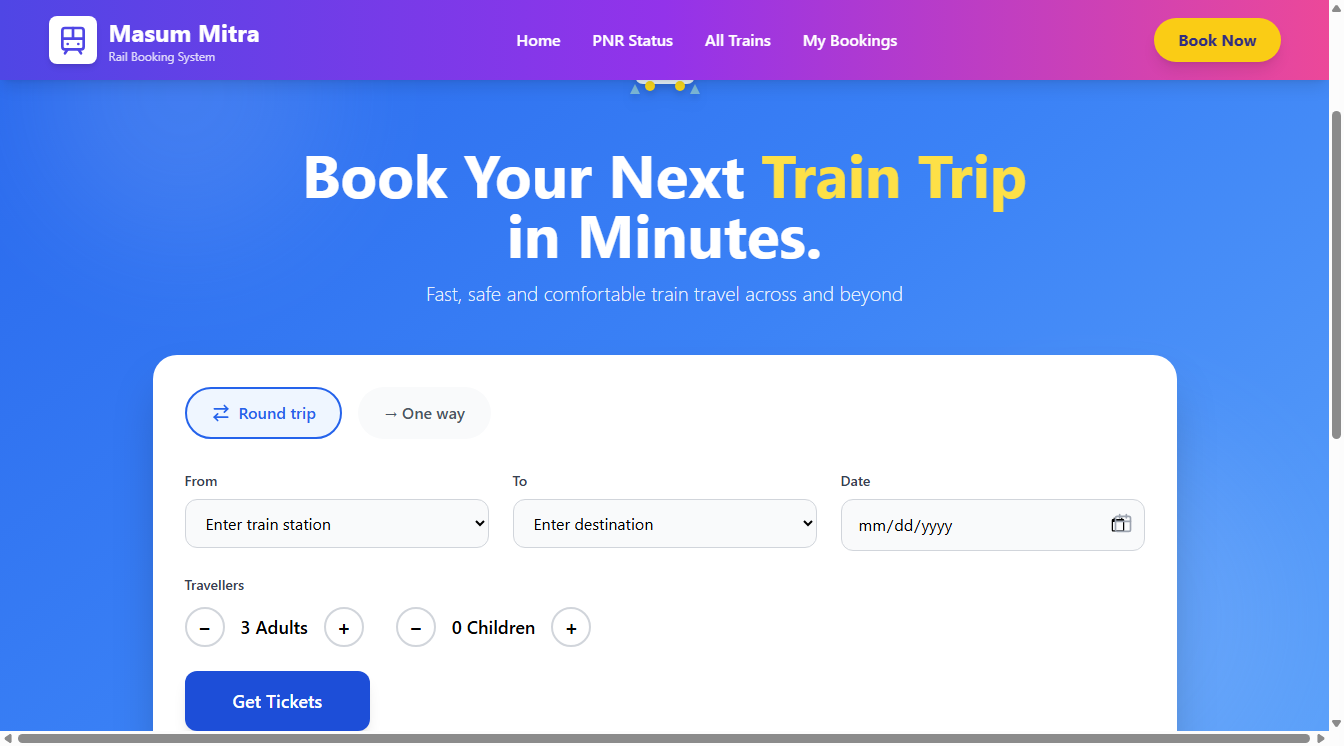 Masum Mitra
Rail Booking System
Home
PNR Status
All Trains
My Bookings
Book Now
Book Your Next Train Trip
in Minutes.
Fast, safe and comfortable train travel across and beyond
Round trip
→ One way
From
To
Date
Enter train station
Enter destination
mm/dd/yyyy
Travellers
− 3 Adults +
− 0 Children +
Get Tickets